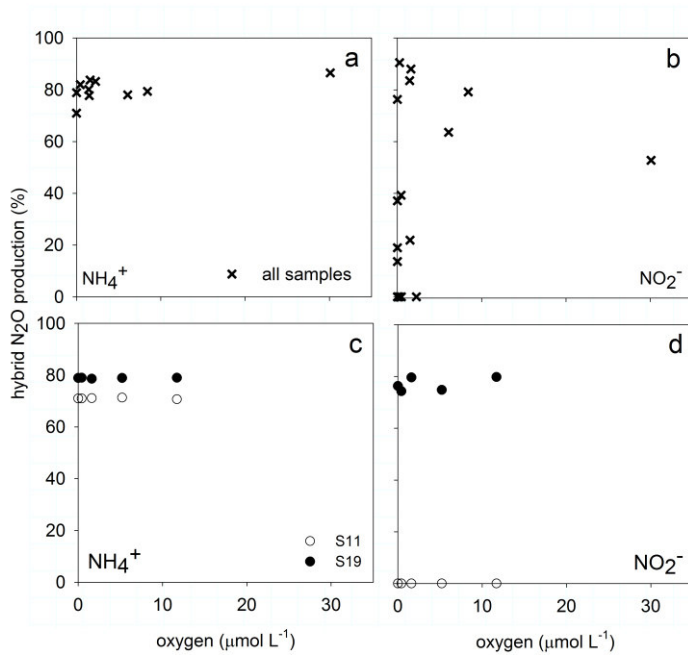 100
80
60
40
20
0
a
NH₄⁺
× all samples
b
NO₂⁻
hybrid N₂O production (%)
100
80
60
40
20
0
c
NH₄⁺
S11
S19
d
NO₂⁻
0 10 20 30
0 10 20 30
oxygen (μmol L⁻¹)
oxygen (μmol L⁻¹)